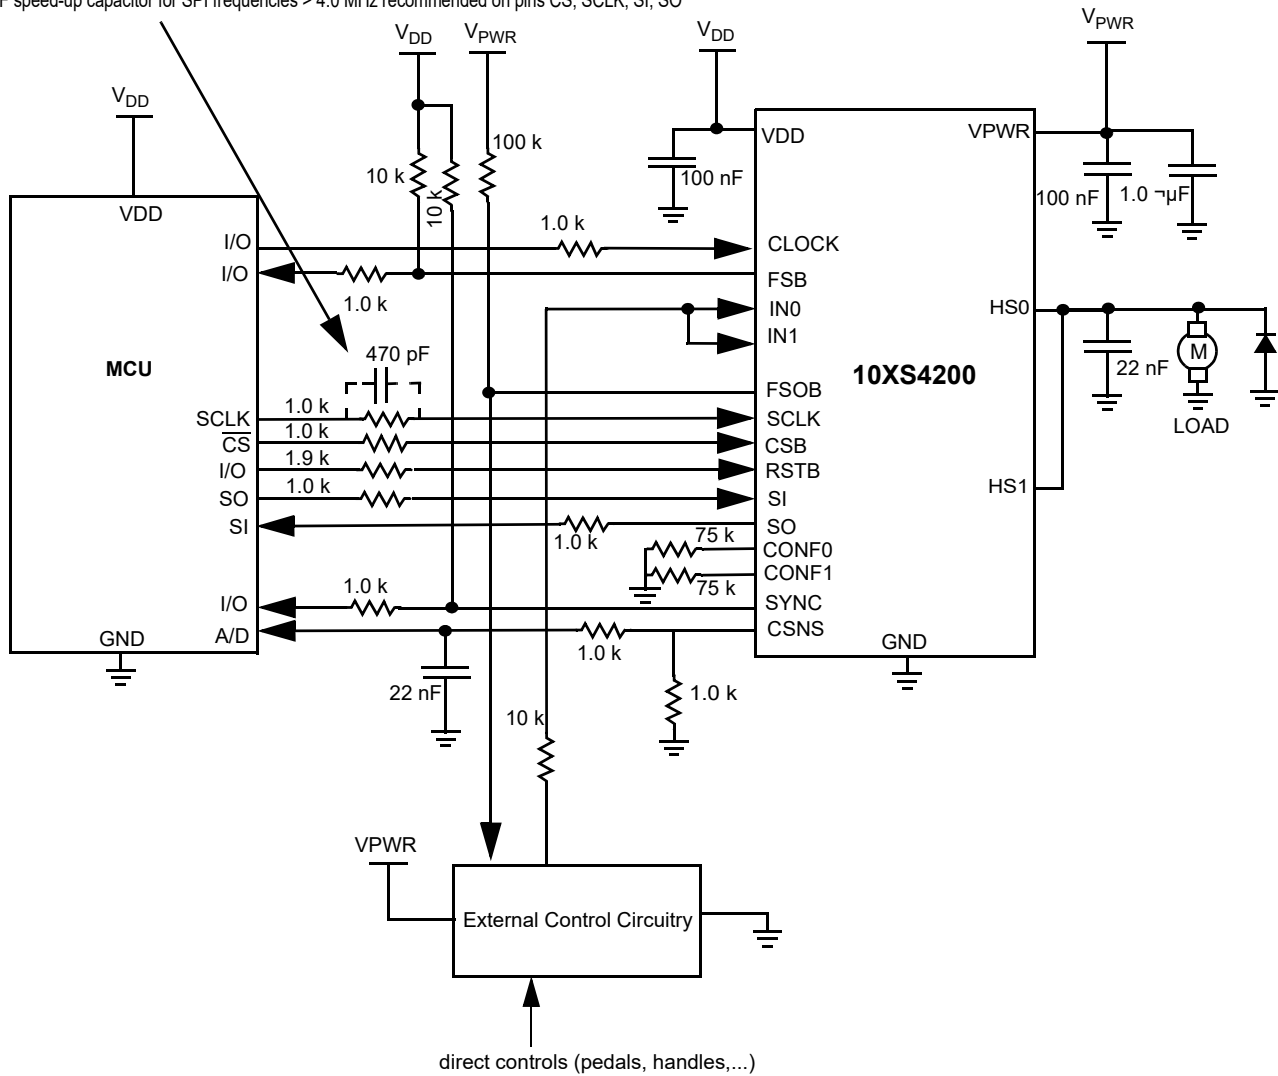 speed-up capacitor for SPI frequencies > 4.0 MHz recommended on pins CS, SCLK, SI, SO
VDD
VPWR
VDD
VPWR
VDD
100 k
10 k
10 k
VDD
100 nF
VPWR
100 nF
1.0 ¬µF
VDD
I/O
1.0 k
CLOCK
I/O
1.0 k
FSB
IN0
IN1
HS0
MCU
470 pF
10XS4200
22 nF
M
LOAD
FSOB
SCLK
1.0 k
SCLK
CS
1.0 k
CSB
I/O
1.9 k
RSTB
SO
1.0 k
SI
HS1
SI
1.0 k
SO
75 k
CONF0
CONF1
75 k
I/O
1.0 k
SYNC
A/D
1.0 k
CSNS
GND
GND
22 nF
1.0 k
10 k
VPWR
External Control Circuitry
direct controls (pedals, handles,...)